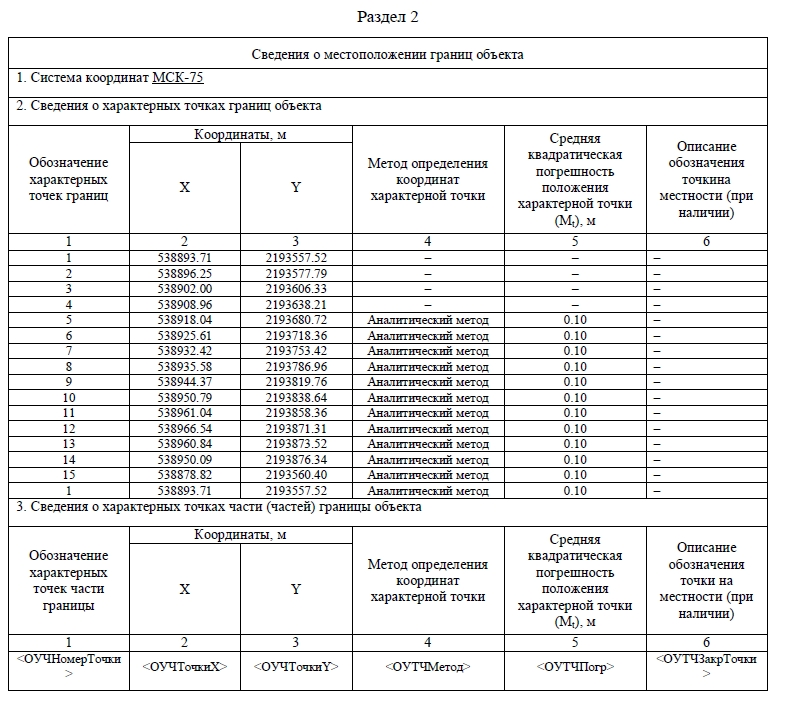 Раздел 2
Сведения о местоположении границ объекта
1. Система координат МСК-75
2. Сведения о характерных точках границ объекта
Обозначение характерных точек границ
Координаты, м
X
Y
Метод определения координат характерной точки
Средняя квадратическая погрешность положения характерной точки (Mt), м
Описание обозначения точкина местности (при наличии)
1 2 3 4 5 6
1 538893.71 2193557.52 – – –
2 538896.25 2193577.79 – – –
3 538902.00 2193606.33 – – –
4 538908.96 2193638.21 – – –
5 538918.04 2193680.72 Аналитический метод 0.10 –
6 538925.61 2193718.36 Аналитический метод 0.10 –
7 538932.42 2193753.42 Аналитический метод 0.10 –
8 538935.58 2193786.96 Аналитический метод 0.10 –
9 538944.37 2193819.76 Аналитический метод 0.10 –
10 538950.79 2193838.64 Аналитический метод 0.10 –
11 538961.04 2193858.36 Аналитический метод 0.10 –
12 538966.54 2193871.31 Аналитический метод 0.10 –
13 538960.84 2193873.52 Аналитический метод 0.10 –
14 538950.09 2193876.34 Аналитический метод 0.10 –
15 538878.82 2193560.40 Аналитический метод 0.10 –
1 538893.71 2193557.52 Аналитический метод 0.10 –
3. Сведения о характерных точках части (частей) границы объекта
Обозначение характерных точек части границы
Координаты, м
X
Y
Метод определения координат характерной точки
Средняя квадратическая погрешность положения характерной точки (Mt), м
Описание обозначения точки на местности (при наличии)
1 2 3 4 5 6
<ОУЧНомерТочки> <ОУЧТочкиX> <ОУЧТочкиY> <ОУТЧМетод> <ОУТЧПогр> <ОУТЧЗакрТочки>